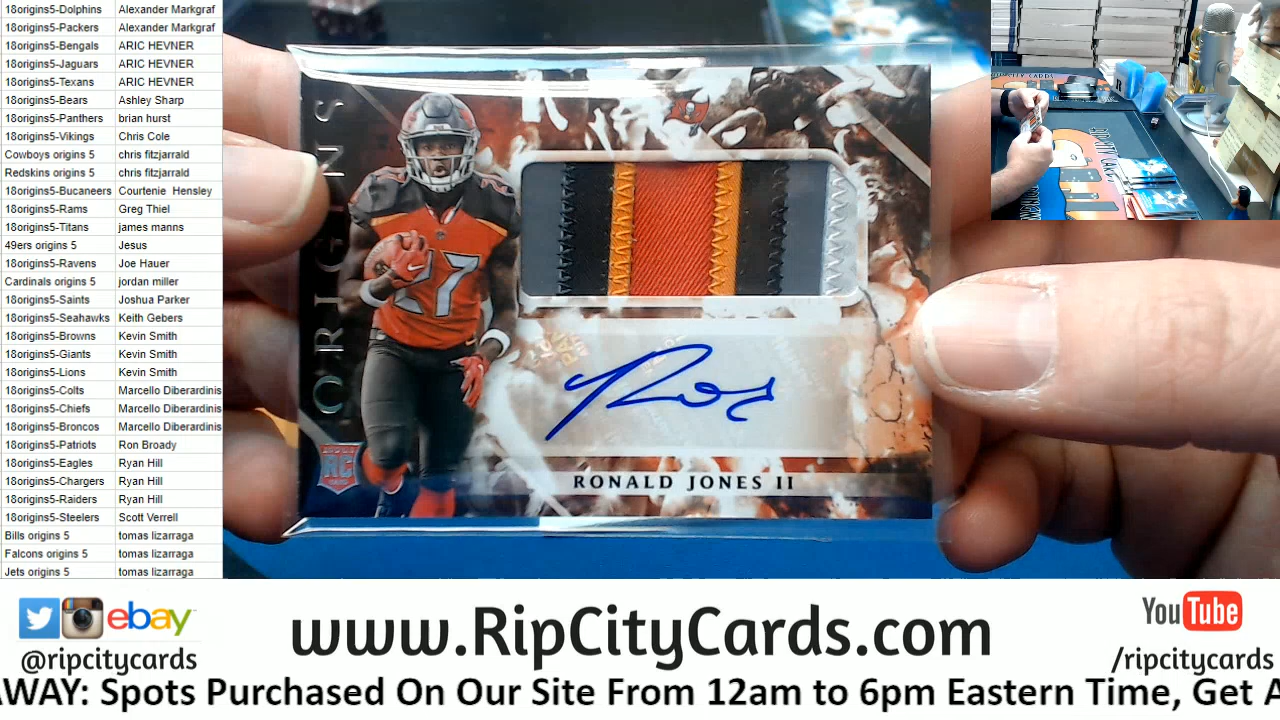 18origins5-Dolphins Alexander Markgraf
18origins5-Packers Alexander Markgraf
18origins5-Bengals ARIC HEVNER
18origins5-Jaguars ARIC HEVNER
18origins5-Texans ARIC HEVNER
18origins5-Bears Ashley Sharp
18origins5-Panthers brian hurst
18origins5-Vikings Chris Cole
Cowboys origins 5 chris fitzjarrald
Redskins origins 5 chris fitzjarrald
18origins5-Bucaneers Courtenie Hensley
18origins5-Rams Greg Thiel
18origins5-Titans james manns
49ers origins 5 Jesus
18origins5-Ravens Joe Hauer
Cardinals origins 5 jordan miller
18origins5-Saints Joshua Parker
18origins5-Seahawks Keith Gebers
18origins5-Browns Kevin Smith
18origins5-Giants Kevin Smith
18origins5-Lions Kevin Smith
18origins5-Colts Marcello Diberardinis
18origins5-Chiefs Marcello Diberardinis
18origins5-Broncos Marcello Diberardinis
18origins5-Patriots Ron Broady
18origins5-Eagles Ryan Hill
18origins5-Chargers Ryan Hill
18origins5-Raiders Ryan Hill
18origins5-Steelers Scott Verrell
Bills origins 5 tomas lizarraga
Falcons origins 5 tomas lizarraga
Jets origins 5 tomas lizarraga
ORIGINS
27
RC
RONALD JONES II
ebay
@ripcitycards
www.RipCityCards.com
YouTube
/ripcitycards
AWAY: Spots Purchased On Our Site From 12am to 6pm Eastern Time, Get A